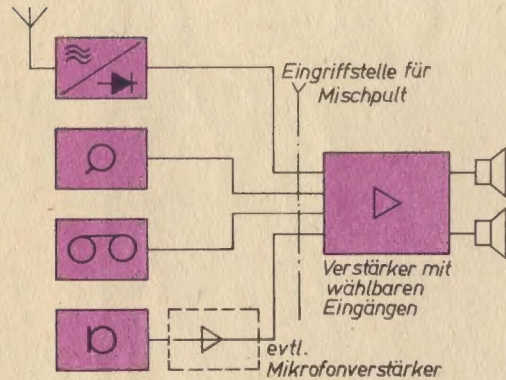 Eingriffstelle für
Mischpult
Verstärker mit
wählbaren
Eingängen
evtl.
Mikrofonverstärker